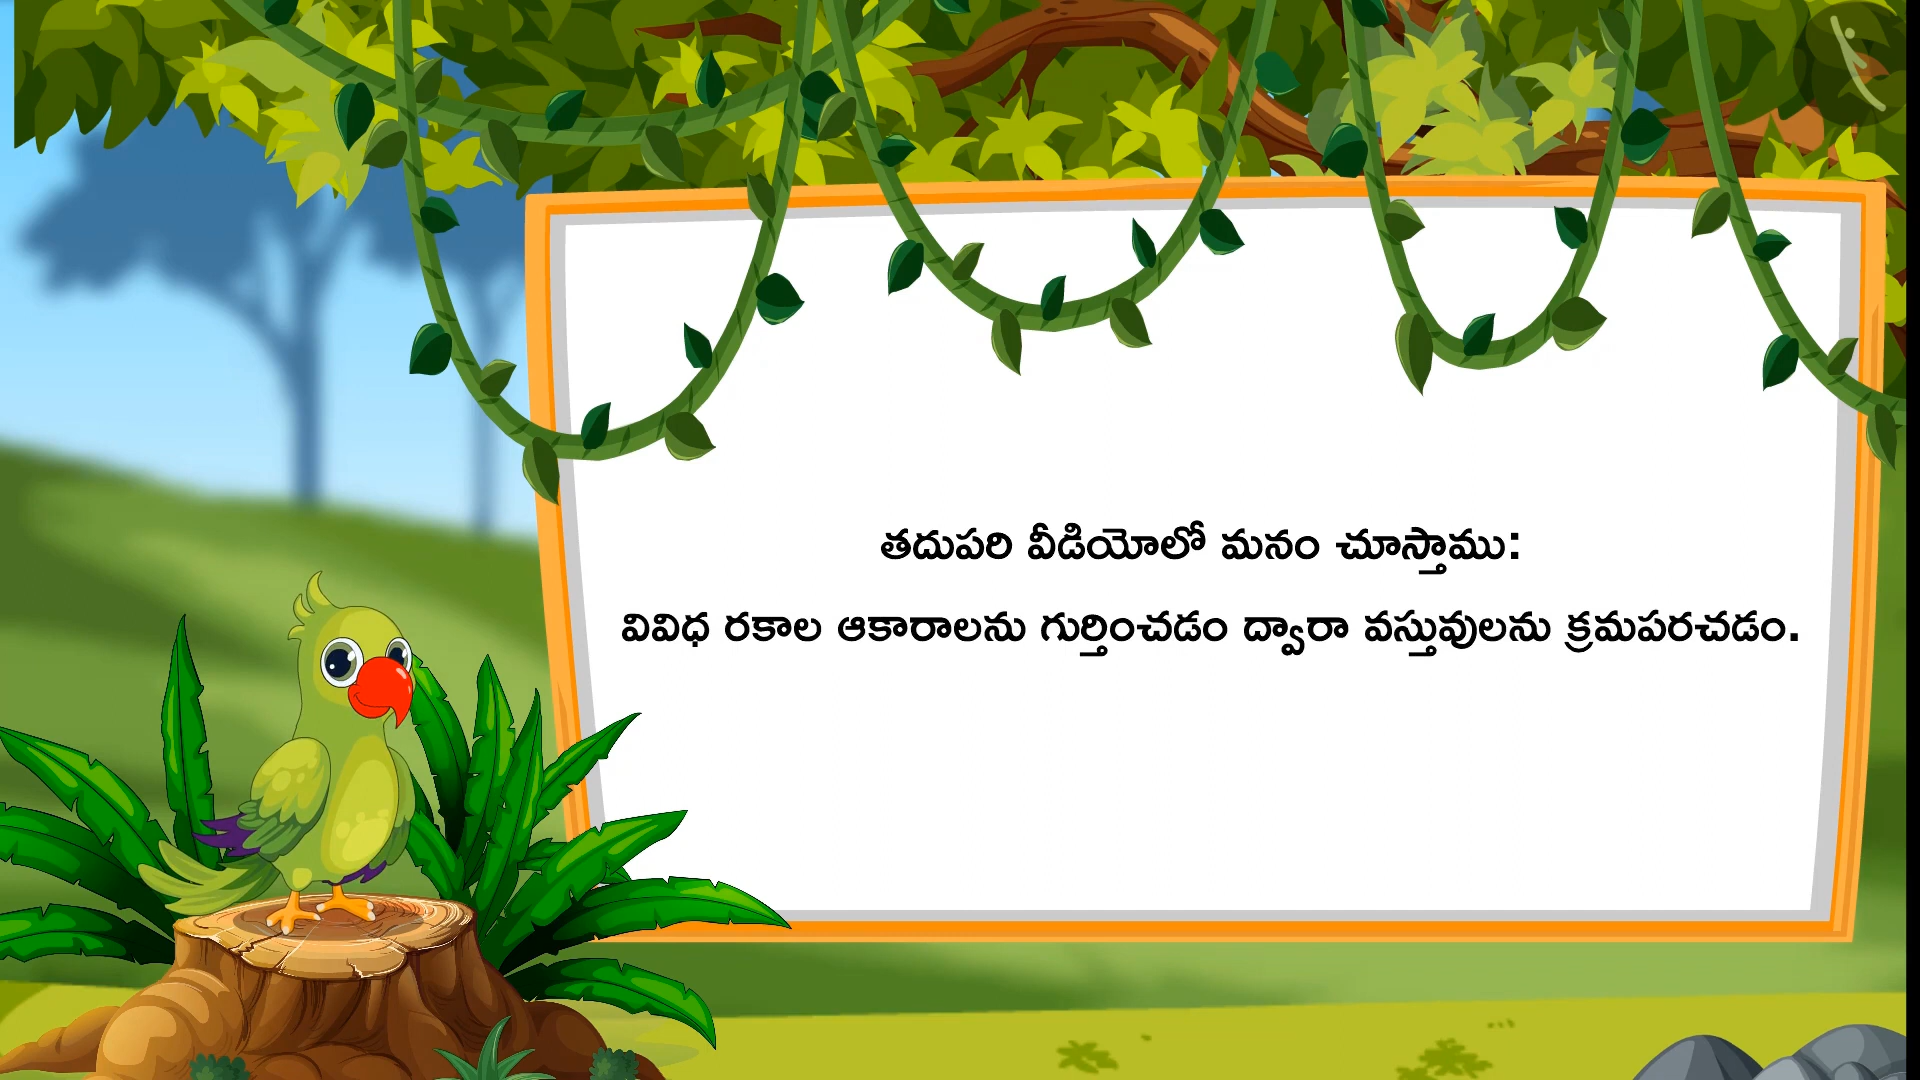 తదుపరి వీడియోలో మనం చూస్తాము:
వివిధ రకాల ఆకారాలను గుర్తించడం ద్వారా వస్తువులను క్రమపరచడం.